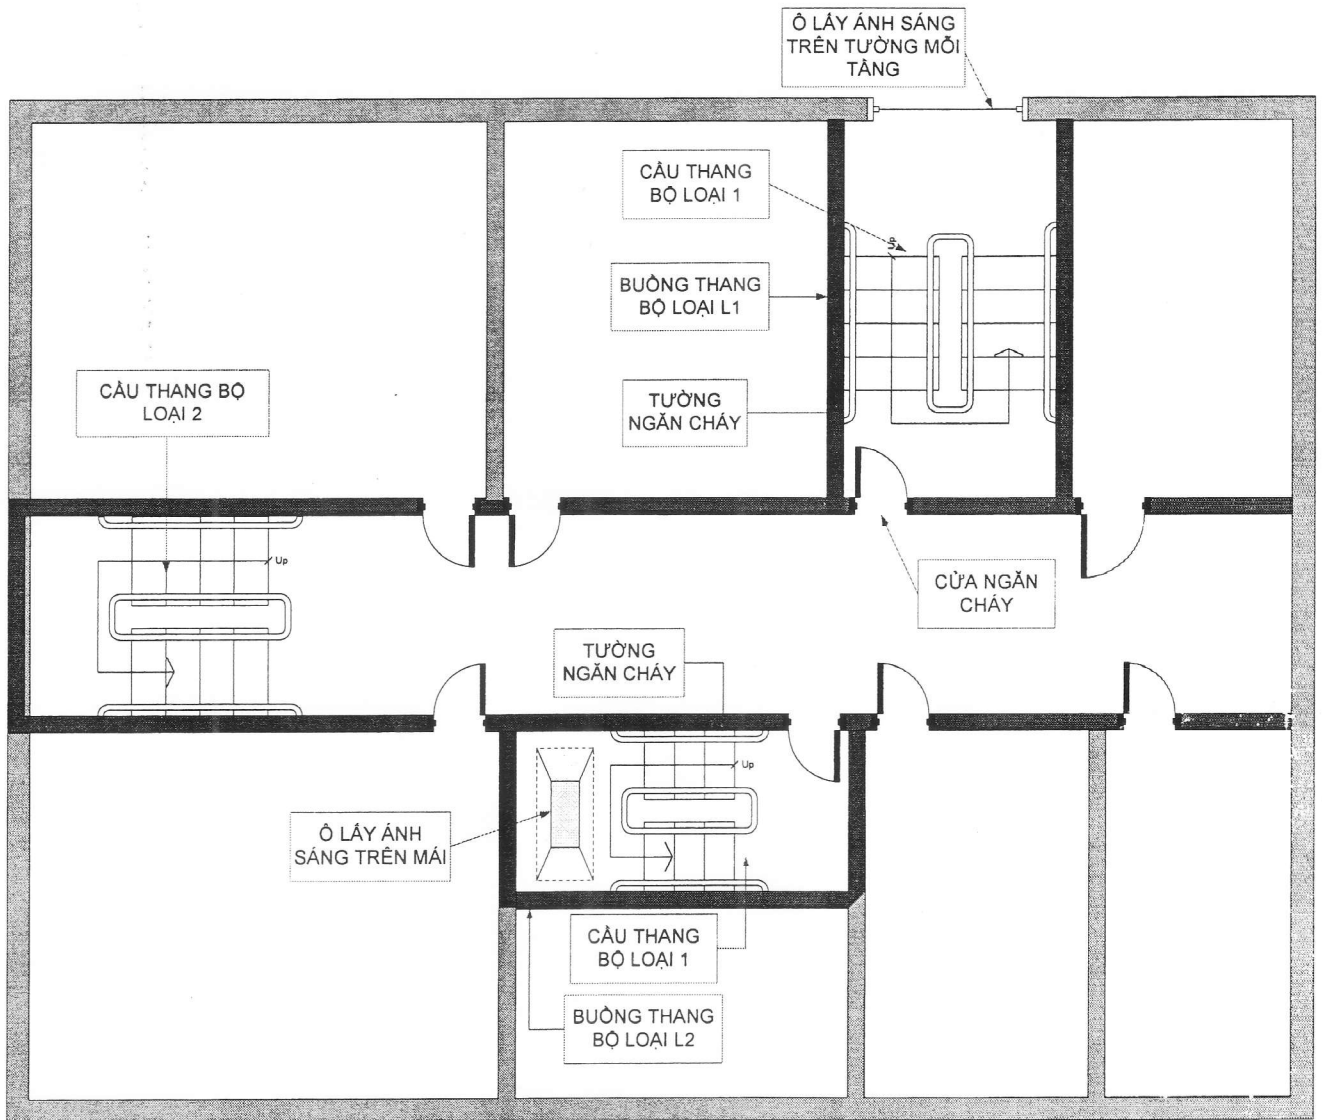 Ô LẤY ÁNH SÁNG
TRÊN TƯỜNG MỖI
TẦNG
CẦU THANG
BỘ LOẠI 1
Up
BUỒNG THANG
BỘ LOẠI L1
CẦU THANG BỘ
LOẠI 2
TƯỜNG
NGĂN CHÁY
Up
CỬA NGĂN
CHÁY
TƯỜNG
NGĂN CHÁY
Up
Ô LẤY ÁNH
SÁNG TRÊN MÁI
CẦU THANG
BỘ LOẠI 1
BUỒNG THANG
BỘ LOẠI L2